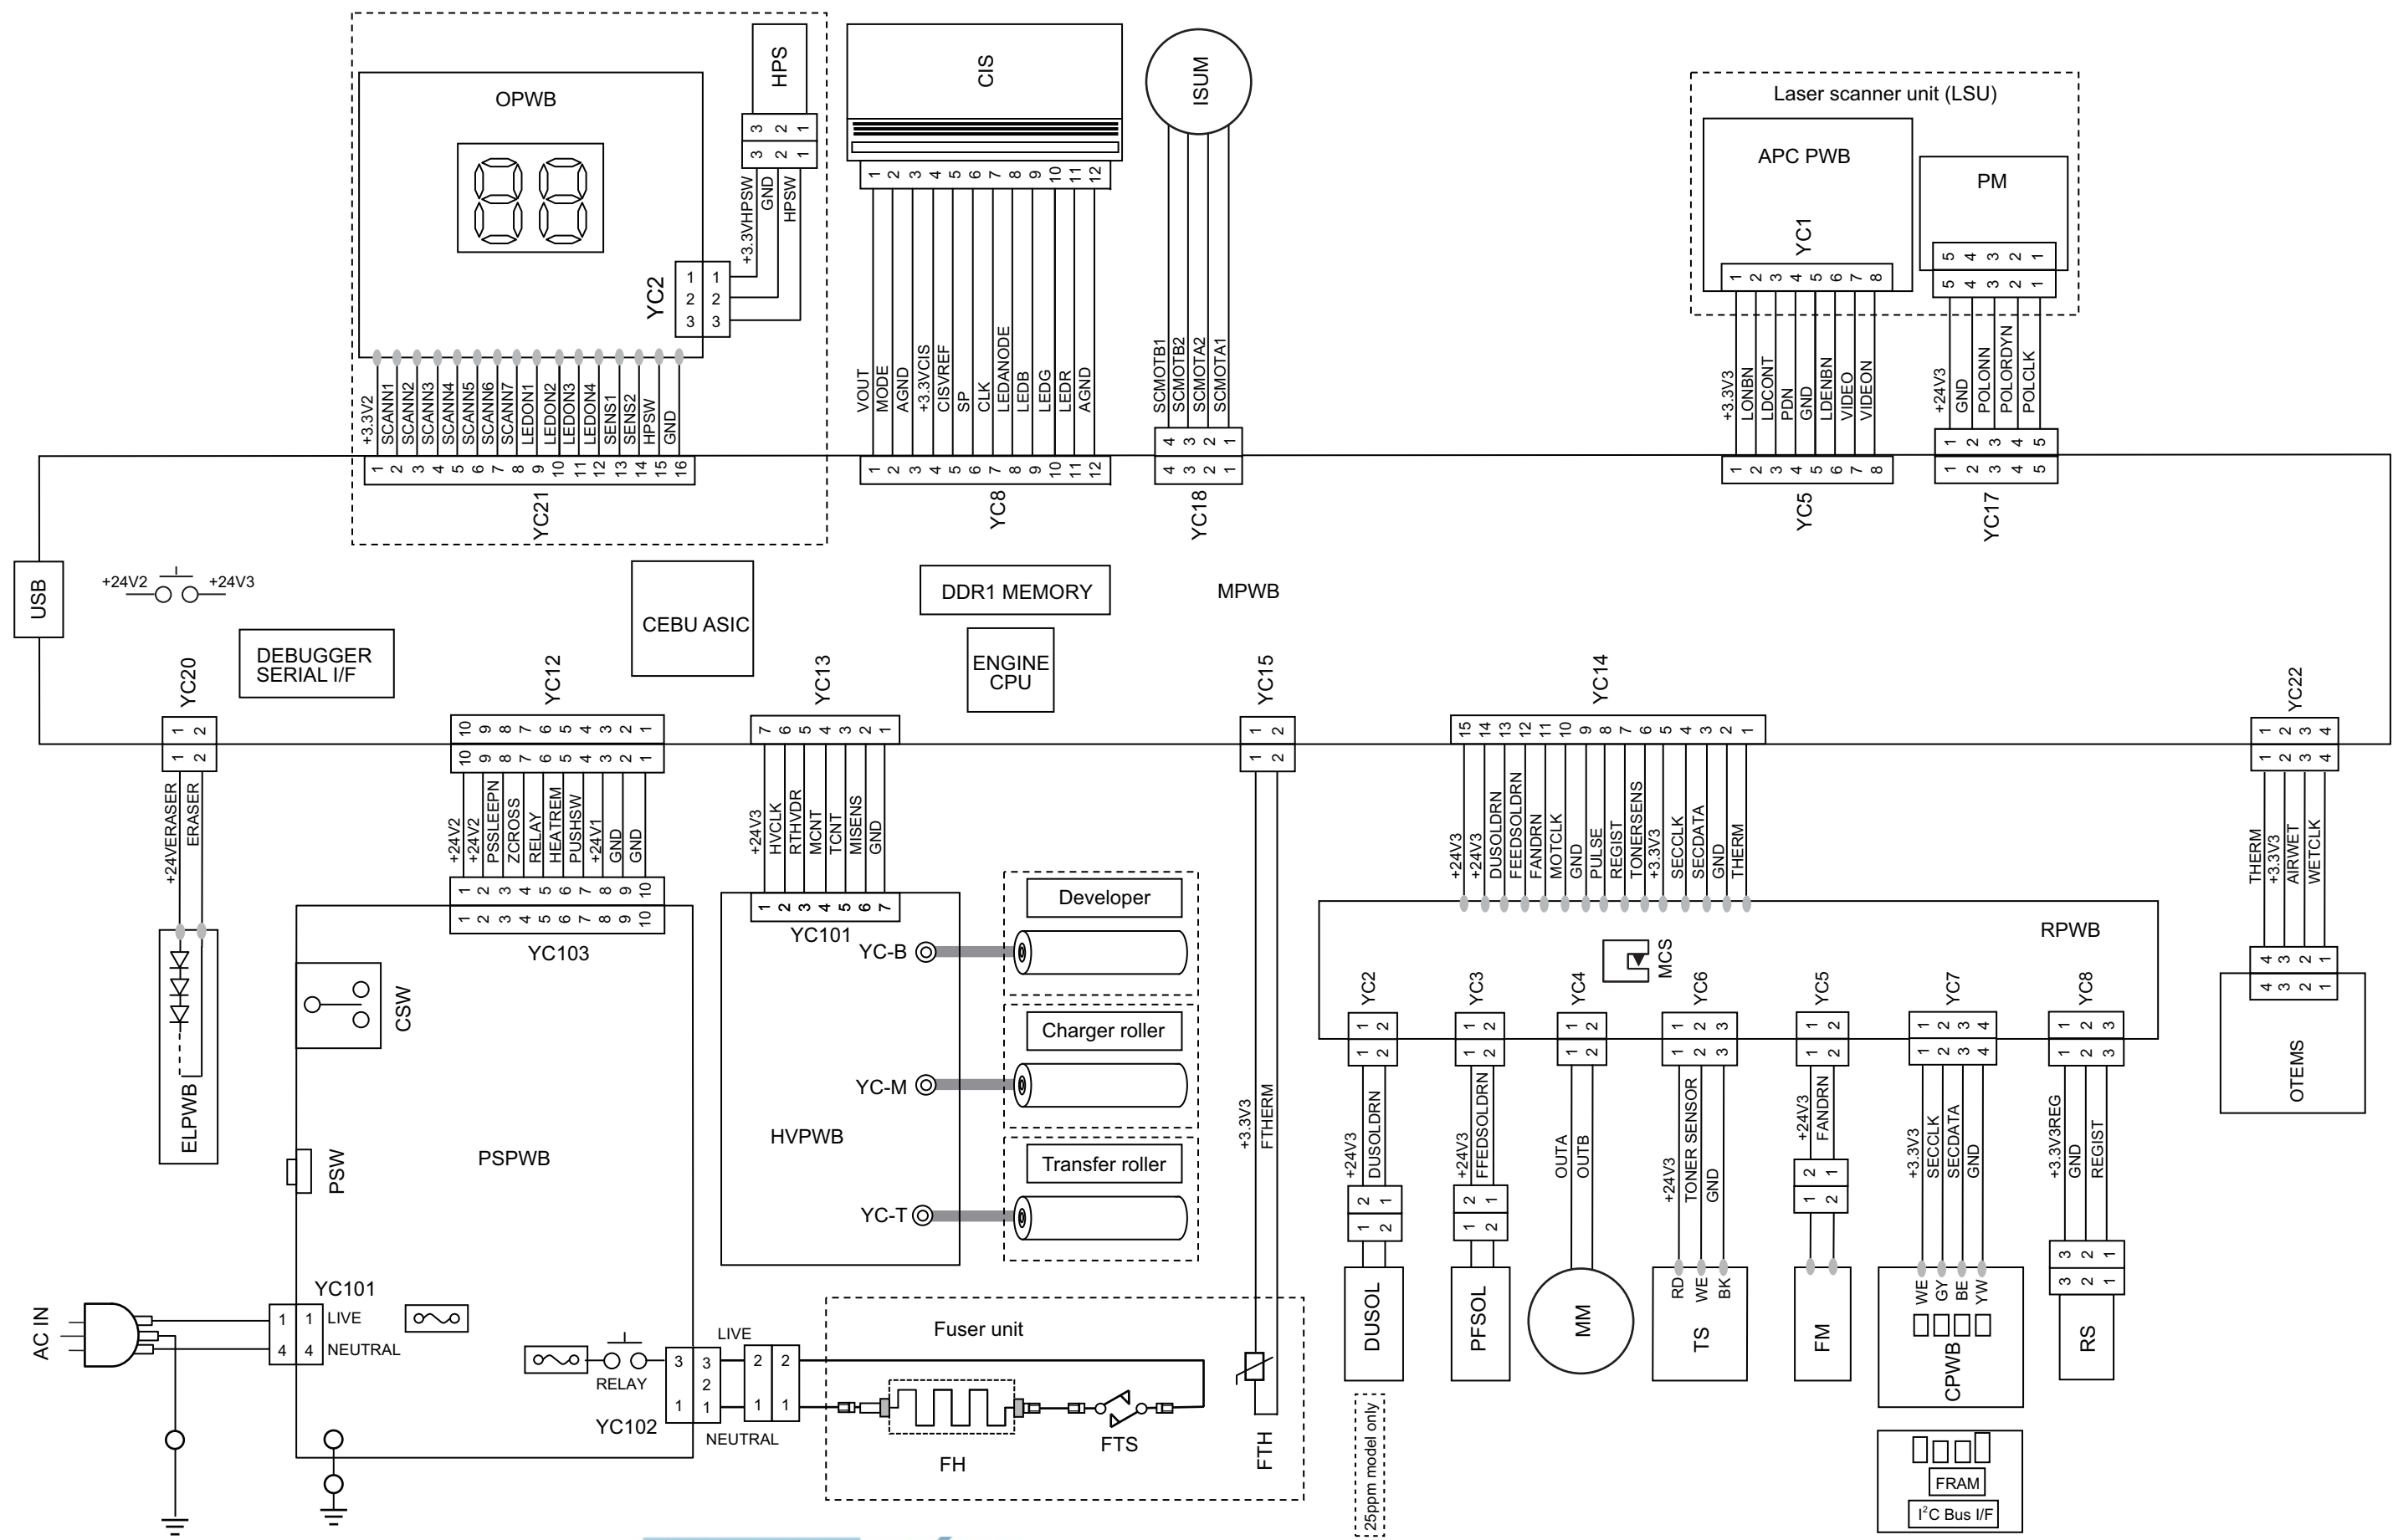 OPWB
HPS
3 2 1
3 2 1
+3.3VHPSW
GND
HPSW
YC2
1 1
2 2
3 3
+3.3V2
SCANN1
SCANN2
SCANN3
SCANN4
SCANN5
SCANN6
SCANN7
LEDON1
LEDON2
LEDON3
LEDON4
SENS1
SENS2
HPSW
GND
1 2 3 4 5 6 7 8 9 10 11 12 13 14 15 16
YC21
CIS
1 2 3 4 5 6 7 8 9 10 11 12
VOUT
MODE
AGND
+3.3VCIS
CISVREF
SP
CLK
LEDANODE
LEDB
LEDG
LEDR
AGND
1 2 3 4 5 6 7 8 9 10 11 12
YC8
ISUM
SCMOTB1
SCMOTB2
SCMOTA2
SCMOTA1
4 3 2 1
4 3 2 1
YC18
Laser scanner unit (LSU)
APC PWB
YC1
1 2 3 4 5 6 7 8
+3.3V3
LONBN
LDCONT
PDN
GND
LDENBN
VIDEO
VIDEON
1 2 3 4 5 6 7 8
YC5
PM
5 4 3 2 1
5 4 3 2 1
+24V3
GND
POLONN
POLORDYN
POLCLK
1 2 3 4 5
1 2 3 4 5
YC17
USB
+24V2
+24V3
DEBUGGER
SERIAL I/F
CEBU ASIC
DDR1 MEMORY
ENGINE
CPU
MPWB
YC20
1 2
1 2
+24VERASER
ERASER
ELPWB
YC12
10 9 8 7 6 5 4 3 2 1
10 9 8 7 6 5 4 3 2 1
+24V2
+24V2
PSSLEEPN
ZCROSS
RELAY
HEATREM
PUSHSW
+24V1
GND
GND
1 2 3 4 5 6 7 8 9 10
1 2 3 4 5 6 7 8 9 10
YC103
CSW
PSW
PSPWB
AC IN
YC101
1 1 LIVE
4 4 NEUTRAL
RELAY
YC102
3 3
2
1 1
LIVE
NEUTRAL
2 2
1 1
YC13
7 6 5 4 3 2 1
+24V3
HVCLK
RTHVDR
MCNT
TCNT
MISENS
GND
1 2 3 4 5 6 7
YC101
YC-B
YC-M
YC-T
HVPWB
Developer
Charger roller
Transfer roller
Fuser unit
FH
FTS
FTH
YC15
1 2
1 2
+3.3V3
FTHERM
YC14
15 14 13 12 11 10 9 8 7 6 5 4 3 2 1
+24V3
+24V3
DUSOLDRN
FEEDSOLDRN
FANDRN
MOTCLK
GND
PULSE
REGIST
TONERSENS
+3.3V3
SECCLK
SECDATA
GND
THERM
RPWB
MCS
YC2
1 2
1 2
+24V3
DUSOLDRN
2 1
1 2
DUSOL
25ppm model only
YC3
1 2
1 2
+24V3
FFEDSOLDRN
2 1
1 2
PFSOL
YC4
1 2
1 2
OUTA
OUTB
MM
YC6
1 2 3
1 2 3
+24V3
TONER SENSOR
GND
RD
WE
BK
TS
YC5
1 2
1 2
+24V3
FANDRN
2 1
1 2
FM
YC7
1 2 3 4
1 2 3 4
+3.3V3
SECCLK
SECDATA
GND
WE
GY
BE
YW
CPWB
FRAM
I²C Bus I/F
YC8
1 2 3
1 2 3
+3.3V3REG
GND
REGIST
3 2 1
3 2 1
RS
YC22
1 2 3 4
1 2 3 4
THERM
+3.3V3
AIRWET
WETCLK
4 3 2 1
4 3 2 1
OTEMS